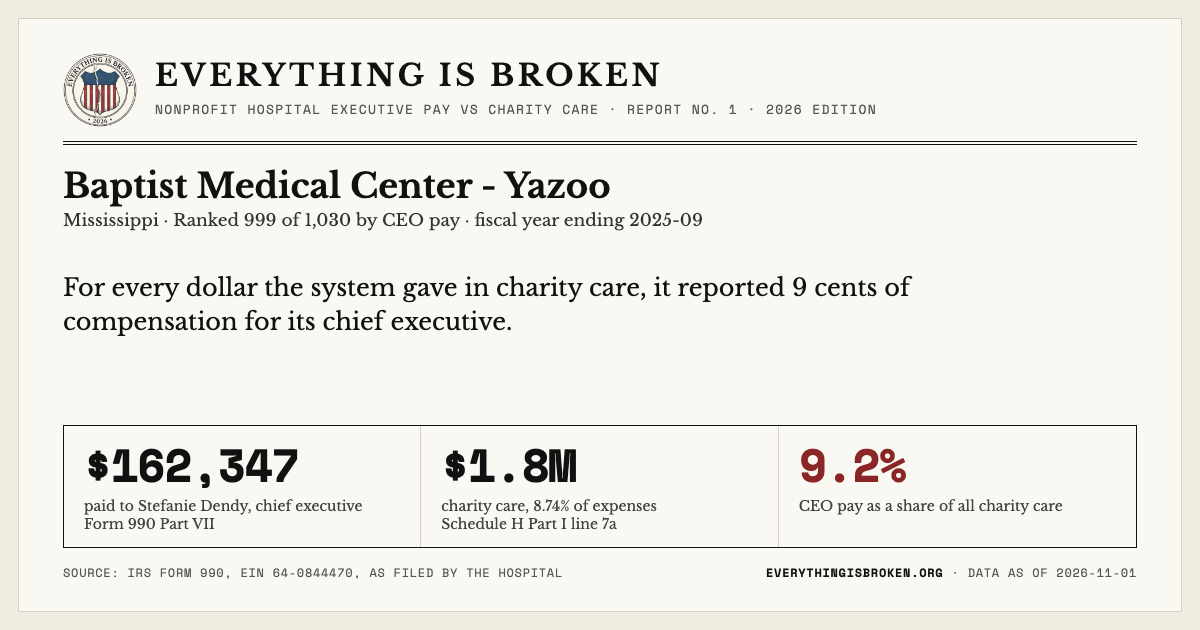 EVERYTHING IS BROKEN
· 2026 ·
EVERYTHING IS BROKEN
NONPROFIT HOSPITAL EXECUTIVE PAY VS CHARITY CARE · REPORT NO. 1 · 2026 EDITION
Baptist Medical Center - Yazoo
Mississippi · Ranked 999 of 1,030 by CEO pay · fiscal year ending 2025-09
For every dollar the system gave in charity care, it reported 9 cents of
compensation for its chief executive.
$162,347
paid to Stefanie Dendy, chief executive
Form 990 Part VII
$1.8M
charity care, 8.74% of expenses
Schedule H Part I line 7a
9.2%
CEO pay as a share of all charity care
SOURCE: IRS FORM 990, EIN 64-0844470, AS FILED BY THE HOSPITAL
EVERYTHINGISBROKEN.ORG · DATA AS OF 2026-11-01